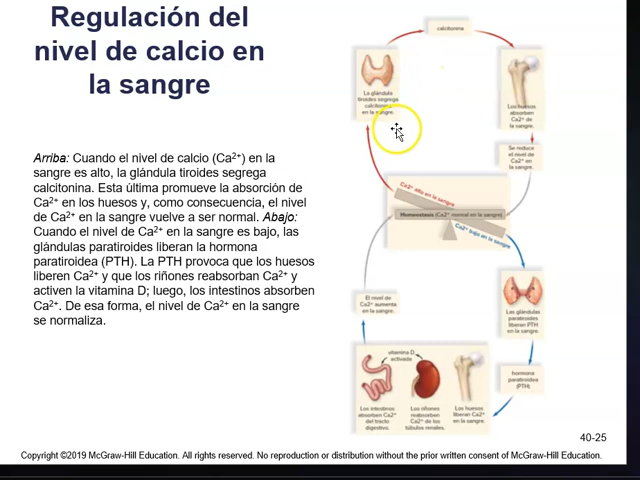 Regulación del
nivel de calcio en
la sangre
Arriba: Cuando el nivel de calcio (Ca²⁺) en la
sangre es alto, la glándula tiroides segrega
calcitonina. Esta última promueve la absorción de
Ca²⁺ en los huesos y, como consecuencia, el nivel
de Ca²⁺ en la sangre vuelve a ser normal. Abajo:
Cuando el nivel de Ca²⁺ en la sangre es bajo, las
glándulas paratiroides liberan la hormona
paratiroidea (PTH). La PTH provoca que los huesos
liberen Ca²⁺ y que los riñones reabsorban Ca²⁺ y
activen la vitamina D; luego, los intestinos absorben
Ca²⁺. De esa forma, el nivel de Ca²⁺ en la sangre
se normaliza.
calcitonina
La glándula
tiroides segrega
calcitonina
en la sangre.
Los huesos
absorben
Ca2⁺ de
la sangre.
Se reduce
el nivel de
Ca2⁺ en
la sangre.
Ca2⁺ alto en la sangre
Homeostasis (Ca2⁺ normal en la sangre)
Ca2⁺ bajo en la sangre
Las glándulas
paratiroides
liberan PTH
en la sangre.
hormona
paratiroidea
(PTH)
El nivel de
Ca2⁺ aumenta
en la sangre.
vitamina D
activada
Los intestinos
absorben Ca2⁺
del tracto
digestivo.
Los riñones
reabsorben
Ca2⁺ de los
túbulos renales.
Los huesos
liberan Ca2⁺
en la sangre.
40-25
Copyright ©2019 McGraw-Hill Education. All rights reserved. No reproduction or distribution without the prior written consent of McGraw-Hill Education.